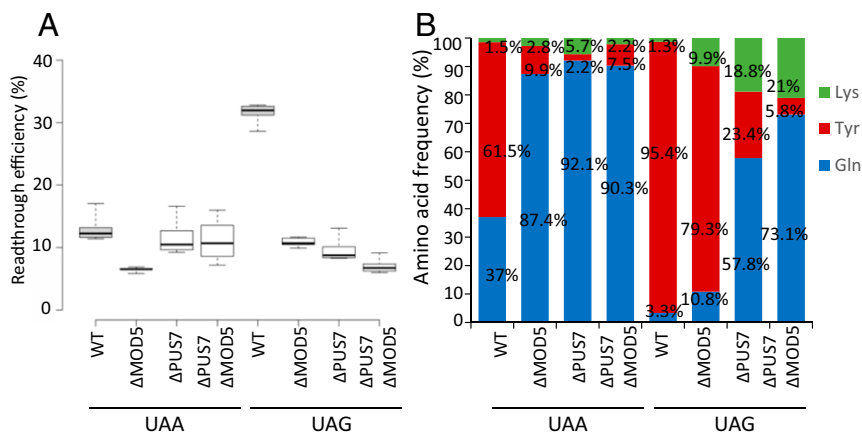 A
Readthrough efficiency (%)
40
30
20
10
0
WT
ΔMOD5
ΔPUS7
ΔPUS7
ΔMOD5
WT
ΔMOD5
ΔPUS7
ΔPUS7
ΔMOD5
UAA
UAG
B
Amino acid frequency (%)
100
90
80
70
60
50
40
30
20
10
0
1.5% 2.8% 5.7% 2.2% 1.3% 9.9% 18.8% 21%
61.5% 9.9% 2.2% 7.5% 95.4% 79.3% 23.4% 5.8%
37% 87.4% 92.1% 90.3% 3.3% 10.8% 57.8% 73.1%
Lys
Tyr
Gln
WT
ΔMOD5
ΔPUS7
ΔPUS7
ΔMOD5
WT
ΔMOD5
ΔPUS7
ΔPUS7
ΔMOD5
UAA
UAG